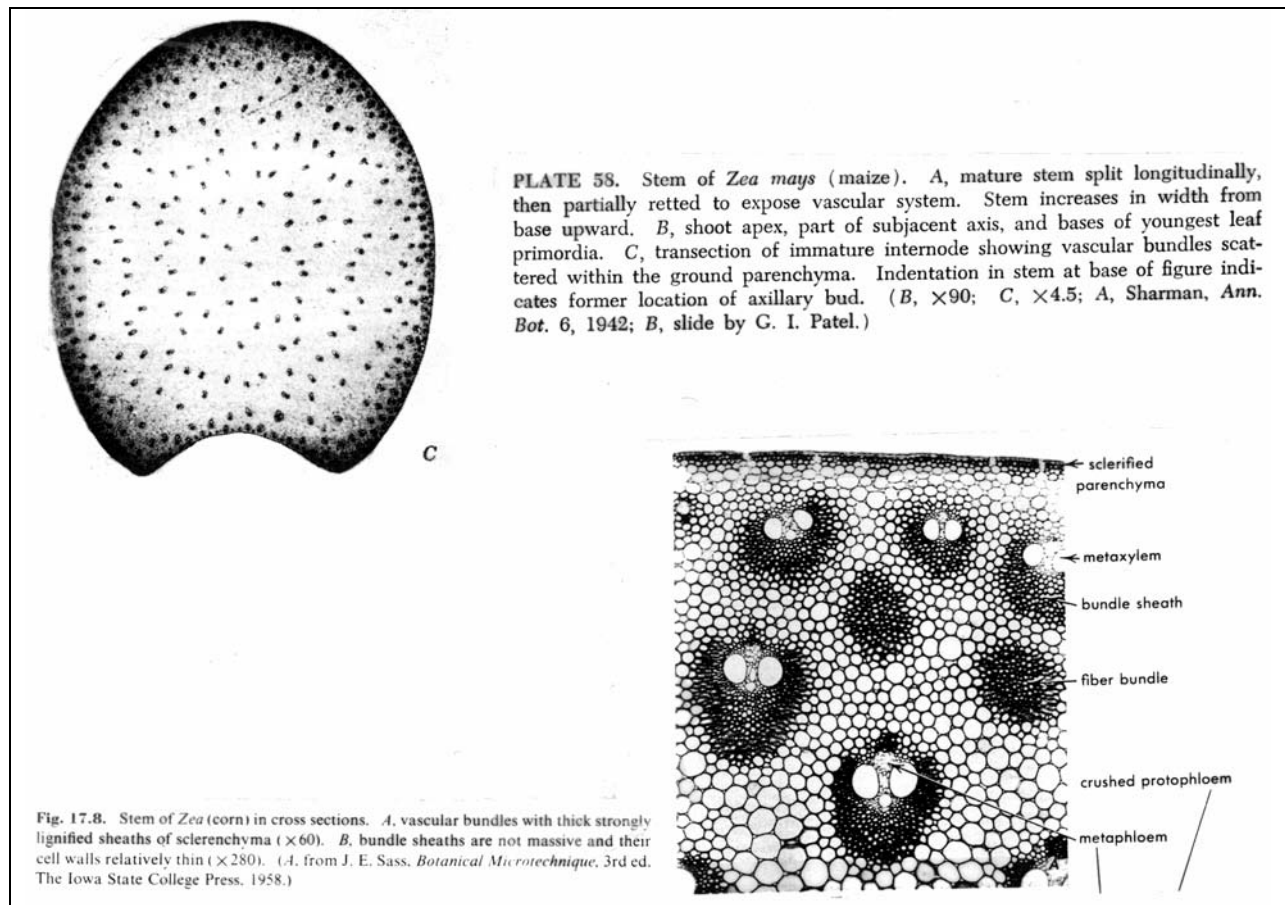 C
PLATE 58. Stem of Zea mays (maize). A, mature stem split longitudinally,
then partially retted to expose vascular system. Stem increases in width from
base upward. B, shoot apex, part of subjacent axis, and bases of youngest leaf
primordia. C, transection of immature internode showing vascular bundles scat-
tered within the ground parenchyma. Indentation in stem at base of figure indi-
cates former location of axillary bud. (B, ×90; C, ×4.5; A, Sharman, Ann.
Bot. 6, 1942; B, slide by G. I. Patel.)
sclerified
parenchyma
metaxylem
bundle sheath
fiber bundle
crushed protophloem
metaphloem
A
Fig. 17.8. Stem of Zea (corn) in cross sections. A, vascular bundles with thick strongly
lignified sheaths of sclerenchyma (×60). B, bundle sheaths are not massive and their
cell walls relatively thin (×280). (A, from J. E. Sass. Botanical Microtechnique, 3rd ed.
The Iowa State College Press. 1958.)